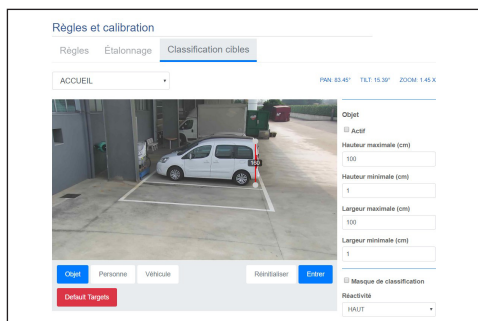 Règles et calibration
Règles Étalonnage Classification cibles
ACCUEIL
PAN: 83.45° TILT: 15.39° ZOOM: 1.45 X
160
Objet
Actif
Hauteur maximale (cm)
100
Hauteur minimale (cm)
1
Largeur maximale (cm)
100
Largeur minimale (cm)
1
Objet Personne Véhicule Réinitialiser Entrer
Default Targets
Masque de classification
Réactivité
HAUT